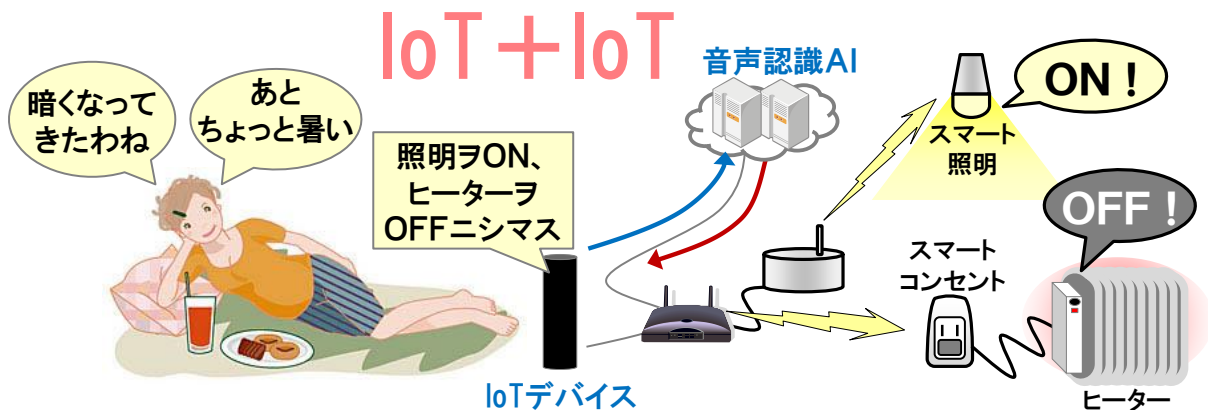 IoT＋IoT
暗くなって
きたわね
あと
ちょっと暑い
照明ヲON、
ヒーターヲ
OFFニシマス
IoTデバイス
音声認識AI
スマート
照明
ON！
スマート
コンセント
OFF！
ヒーター